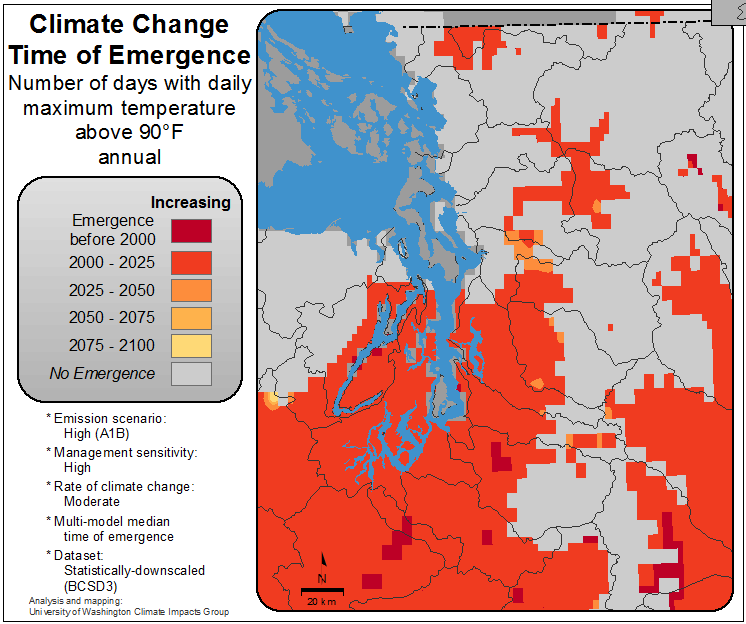 Climate Change
Time of Emergence
Number of days with daily
maximum temperature
above 90°F
annual
Increasing
Emergence
before 2000
2000 - 2025
2025 - 2050
2050 - 2075
2075 - 2100
No Emergence
* Emission scenario:
High (A1B)
* Management sensitivity:
High
* Rate of climate change:
Moderate
* Multi-model median
time of emergence
* Dataset:
Statistically-downscaled
(BCSD3)
Analysis and mapping:
University of Washington Climate Impacts Group
N
20 km